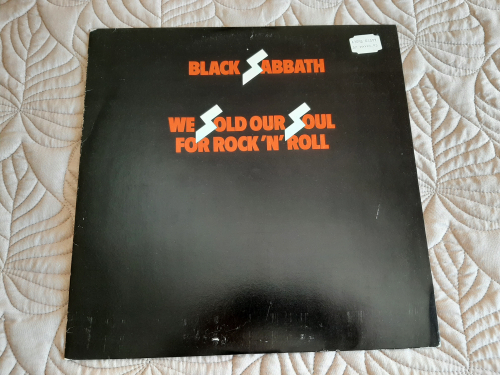 BLACK SABBATH
WE SOLD OUR SOUL
FOR ROCK 'N' ROLL